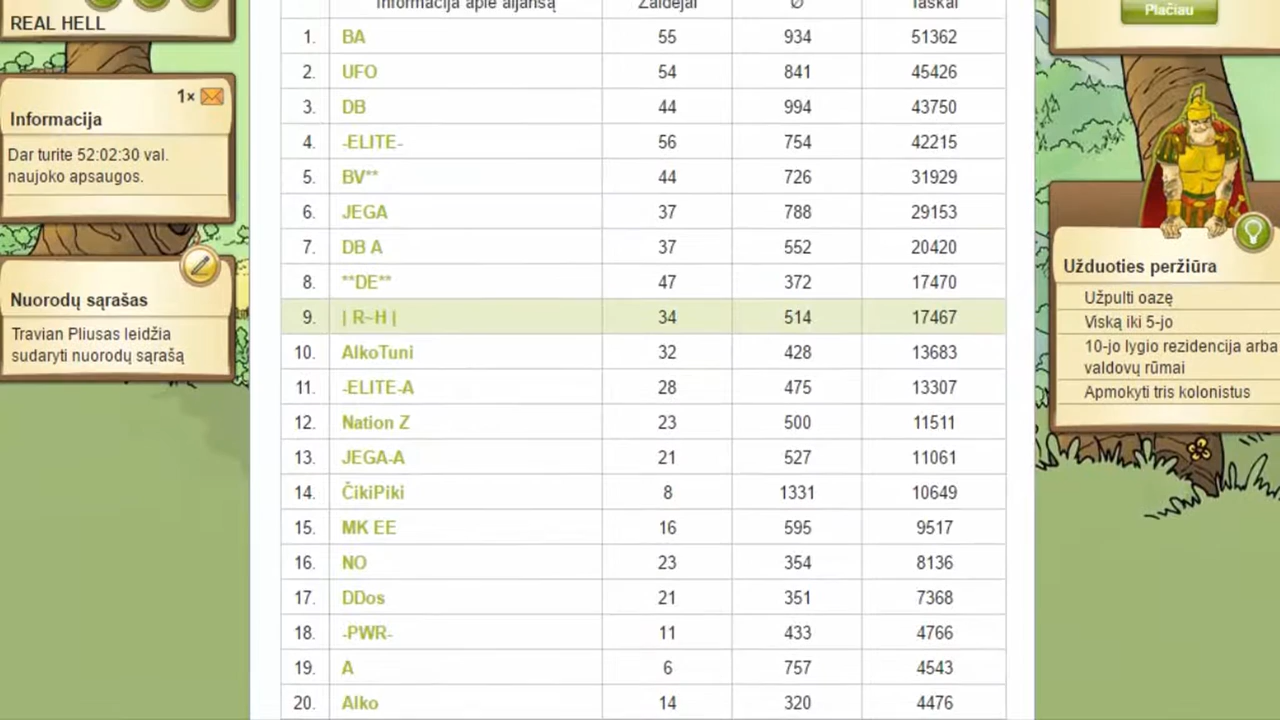 REAL HELL
1×
Informacija
Dar turite 52:02:30 val.
naujoko apsaugos.
Nuorodų sąrašas
Travian Pliusas leidžia
sudaryti nuorodų sąrašą
Informacija apie aljansą Žaidėjai Ø Taškai
1. BA 55 934 51362
2. UFO 54 841 45426
3. DB 44 994 43750
4. -ELITE- 56 754 42215
5. BV** 44 726 31929
6. JEGA 37 788 29153
7. DB A 37 552 20420
8. **DE** 47 372 17470
9. | R~H | 34 514 17467
10. AlkoTuni 32 428 13683
11. -ELITE-A 28 475 13307
12. Nation Z 23 500 11511
13. JEGA-A 21 527 11061
14. ČikiPiki 8 1331 10649
15. MK EE 16 595 9517
16. NO 23 354 8136
17. DDos 21 351 7368
18. -PWR- 11 433 4766
19. A 6 757 4543
20. Alko 14 320 4476
Plačiau
Užduoties peržiūra
Užpulti oazę
Viską iki 5-jo
10-jo lygio rezidencija arba
valdovų rūmai
Apmokyti tris kolonistus